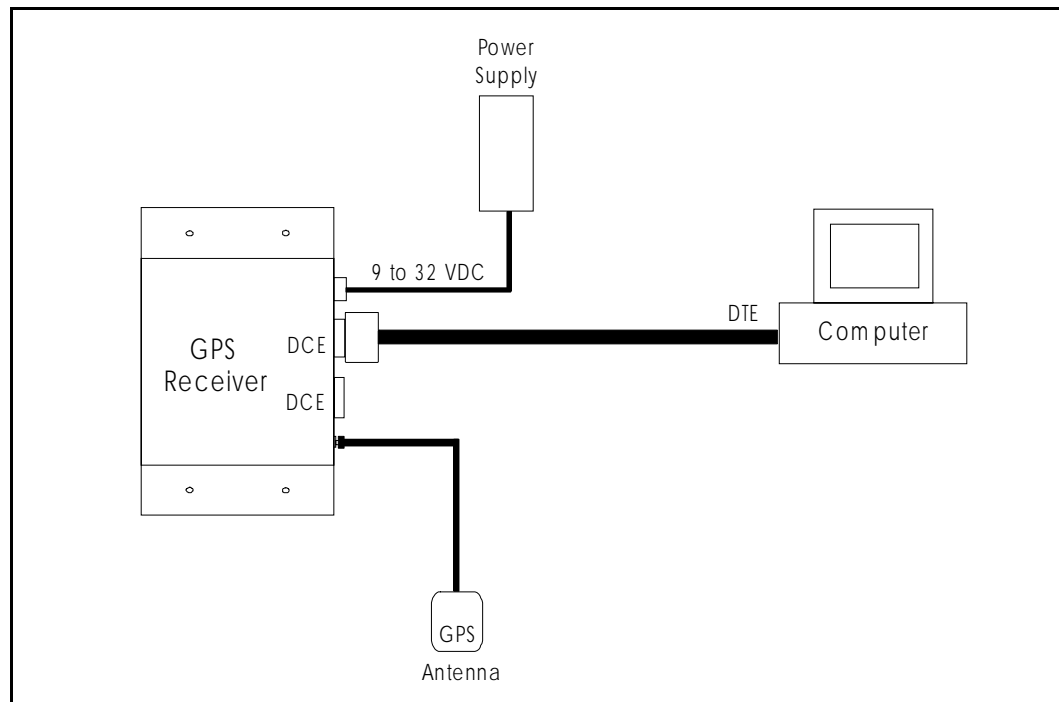 Power
Supply
9 to 32 VDC
DTE
Computer
DCE
GPS
Receiver
DCE
GPS
Antenna